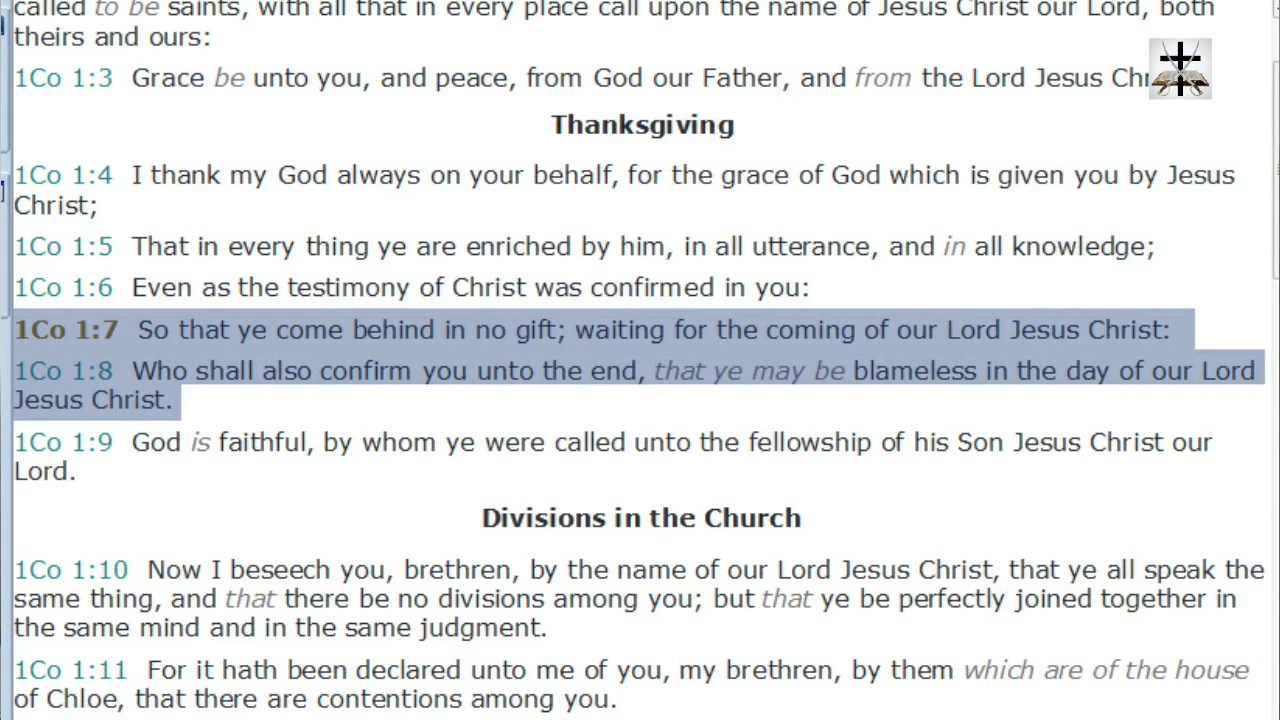 called to be saints, with all that in every place call upon the name of Jesus Christ our Lord, both
theirs and ours:
1Co 1:3 Grace be unto you, and peace, from God our Father, and from the Lord Jesus
Thanksgiving
1Co 1:4 I thank my God always on your behalf, for the grace of God which is given you by Jesus
Christ;
1Co 1:5 That in every thing ye are enriched by him, in all utterance, and in all knowledge;
1Co 1:6 Even as the testimony of Christ was confirmed in you:
1Co 1:7 So that ye come behind in no gift; waiting for the coming of our Lord Jesus Christ:
1Co 1:8 Who shall also confirm you unto the end, that ye may be blameless in the day of our Lord
Jesus Christ.
1Co 1:9 God is faithful, by whom ye were called unto the fellowship of his Son Jesus Christ our
Lord.
Divisions in the Church
1Co 1:10 Now I beseech you, brethren, by the name of our Lord Jesus Christ, that ye all speak the
same thing, and that there be no divisions among you; but that ye be perfectly joined together in
the same mind and in the same judgment.
1Co 1:11 For it hath been declared unto me of you, my brethren, by them which are of the house
of Chloe, that there are contentions among you.